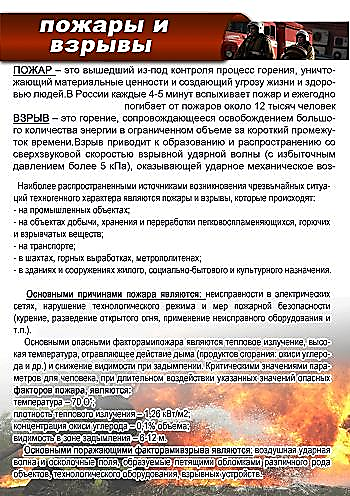 пожары и
взрывы
ПОЖАР – это вышедший из-под контроля процесс горения, уничто-
жающий материальные ценности и создающий угрозу жизни и здоро-
вью людей.В России каждые 4-5 минут вспыхивает пожар и ежегодно
погибает от пожаров около 12 тысяч человек
ВЗРЫВ – это горение, сопровождающееся освобождением большо-
го количества энергии в ограниченном объеме за короткий промежу-
ток времени.Взрыв приводит к образованию и распространению со
сверхзвуковой скоростью взрывной ударной волны (с избыточным
давлением более 5 кПа), оказывающей ударное механическое воз-
Наиболее распространенными источниками возникновения чрезвычайных ситуа-
ций техногенного характера являются пожары и взрывы, которые происходят:
- на промышленных объектах;
- на объектах добычи, хранения и переработки легковоспламеняющихся, горючих
и взрывчатых веществ;
- на транспорте;
- в шахтах, горных выработках, метрополитенах;
- в зданиях и сооружениях жилого, социально-бытового и культурного назначения.
Основными причинами пожара являются: неисправности в электрических
сетях, нарушение технологического режима и мер пожарной безопасности
(курение, разведение открытого огня, применение неисправного оборудования и
т.п.).
Основными опасными факторамипожара являются тепловое излучение, высо-
кая температура, отравляющее действие дыма (продуктов сгорания: окиси углеро-
да и др.) и снижение видимости при задымлении. Критическими значениями пара-
метров для человека, при длительном воздействии указанных значений опасных
факторов пожара, являются:
температура – 70 О°;
плотность теплового излучения – 1,26 кВт/м2;
концентрация окиси углерода – 0,1% объема;
видимость в зоне задымления – 6-12 м.
Основными поражающими факторамивзрыва являются: воздушная ударная
волна и осколочные поля, образуемые летящими обломками различного рода
объектов, технологического оборудования, взрывных устройств.